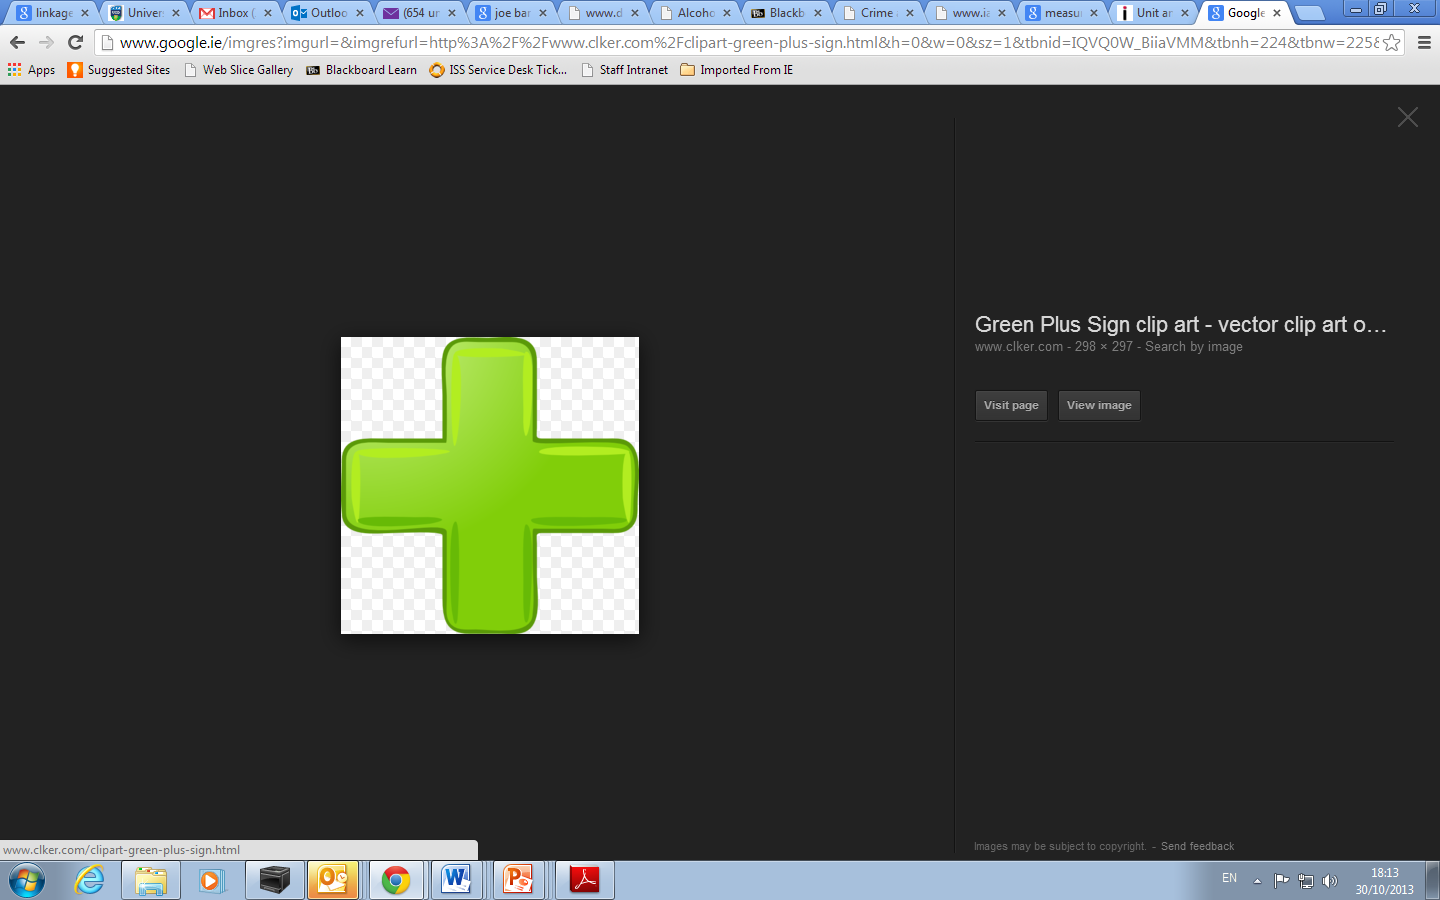 linkage
Univers
Inbox (
Outloo
(654 un
joe bar
www.d
Alcoho
Blackb
Crime
www.ia
measu
Unit an
Google
www.google.ie/imgres?imgurl=&imgrefurl=http%3A%2F%2Fwww.clker.com%2Fclipart-green-plus-sign.html&h=0&w=0&sz=1&tbnid=IQVQ0W_BiiaVMM&tbnh=224&tbnw=225&
Apps Suggested Sites Web Slice Gallery Blackboard Learn ISS Service Desk Tick... Staff Intranet Imported From IE
Green Plus Sign clip art - vector clip art o...
www.clker.com - 298 × 297 - Search by image
Visit page View image
Images may be subject to copyright. - Send feedback
www.clker.com/clipart-green-plus-sign.html
EN
18:13
30/10/2013